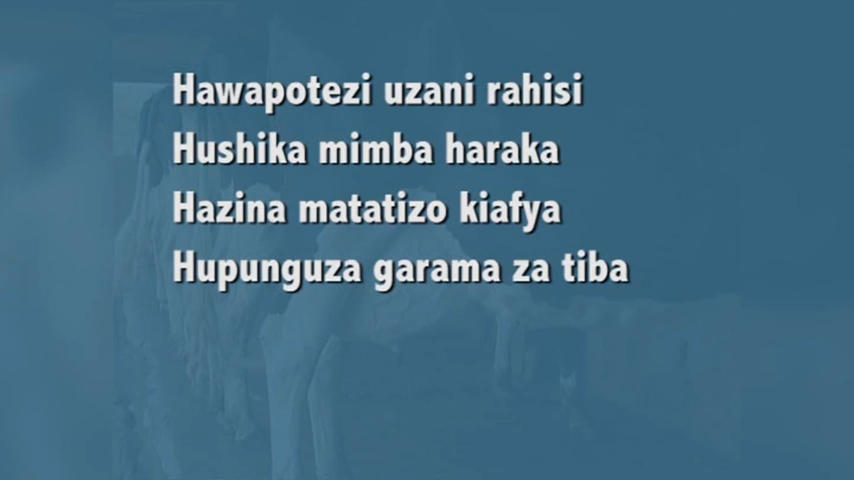 Hawapotezi uzani rahisi
Hushika mimba haraka
Hazina matatizo kiafya
Hupunguza garama za tiba